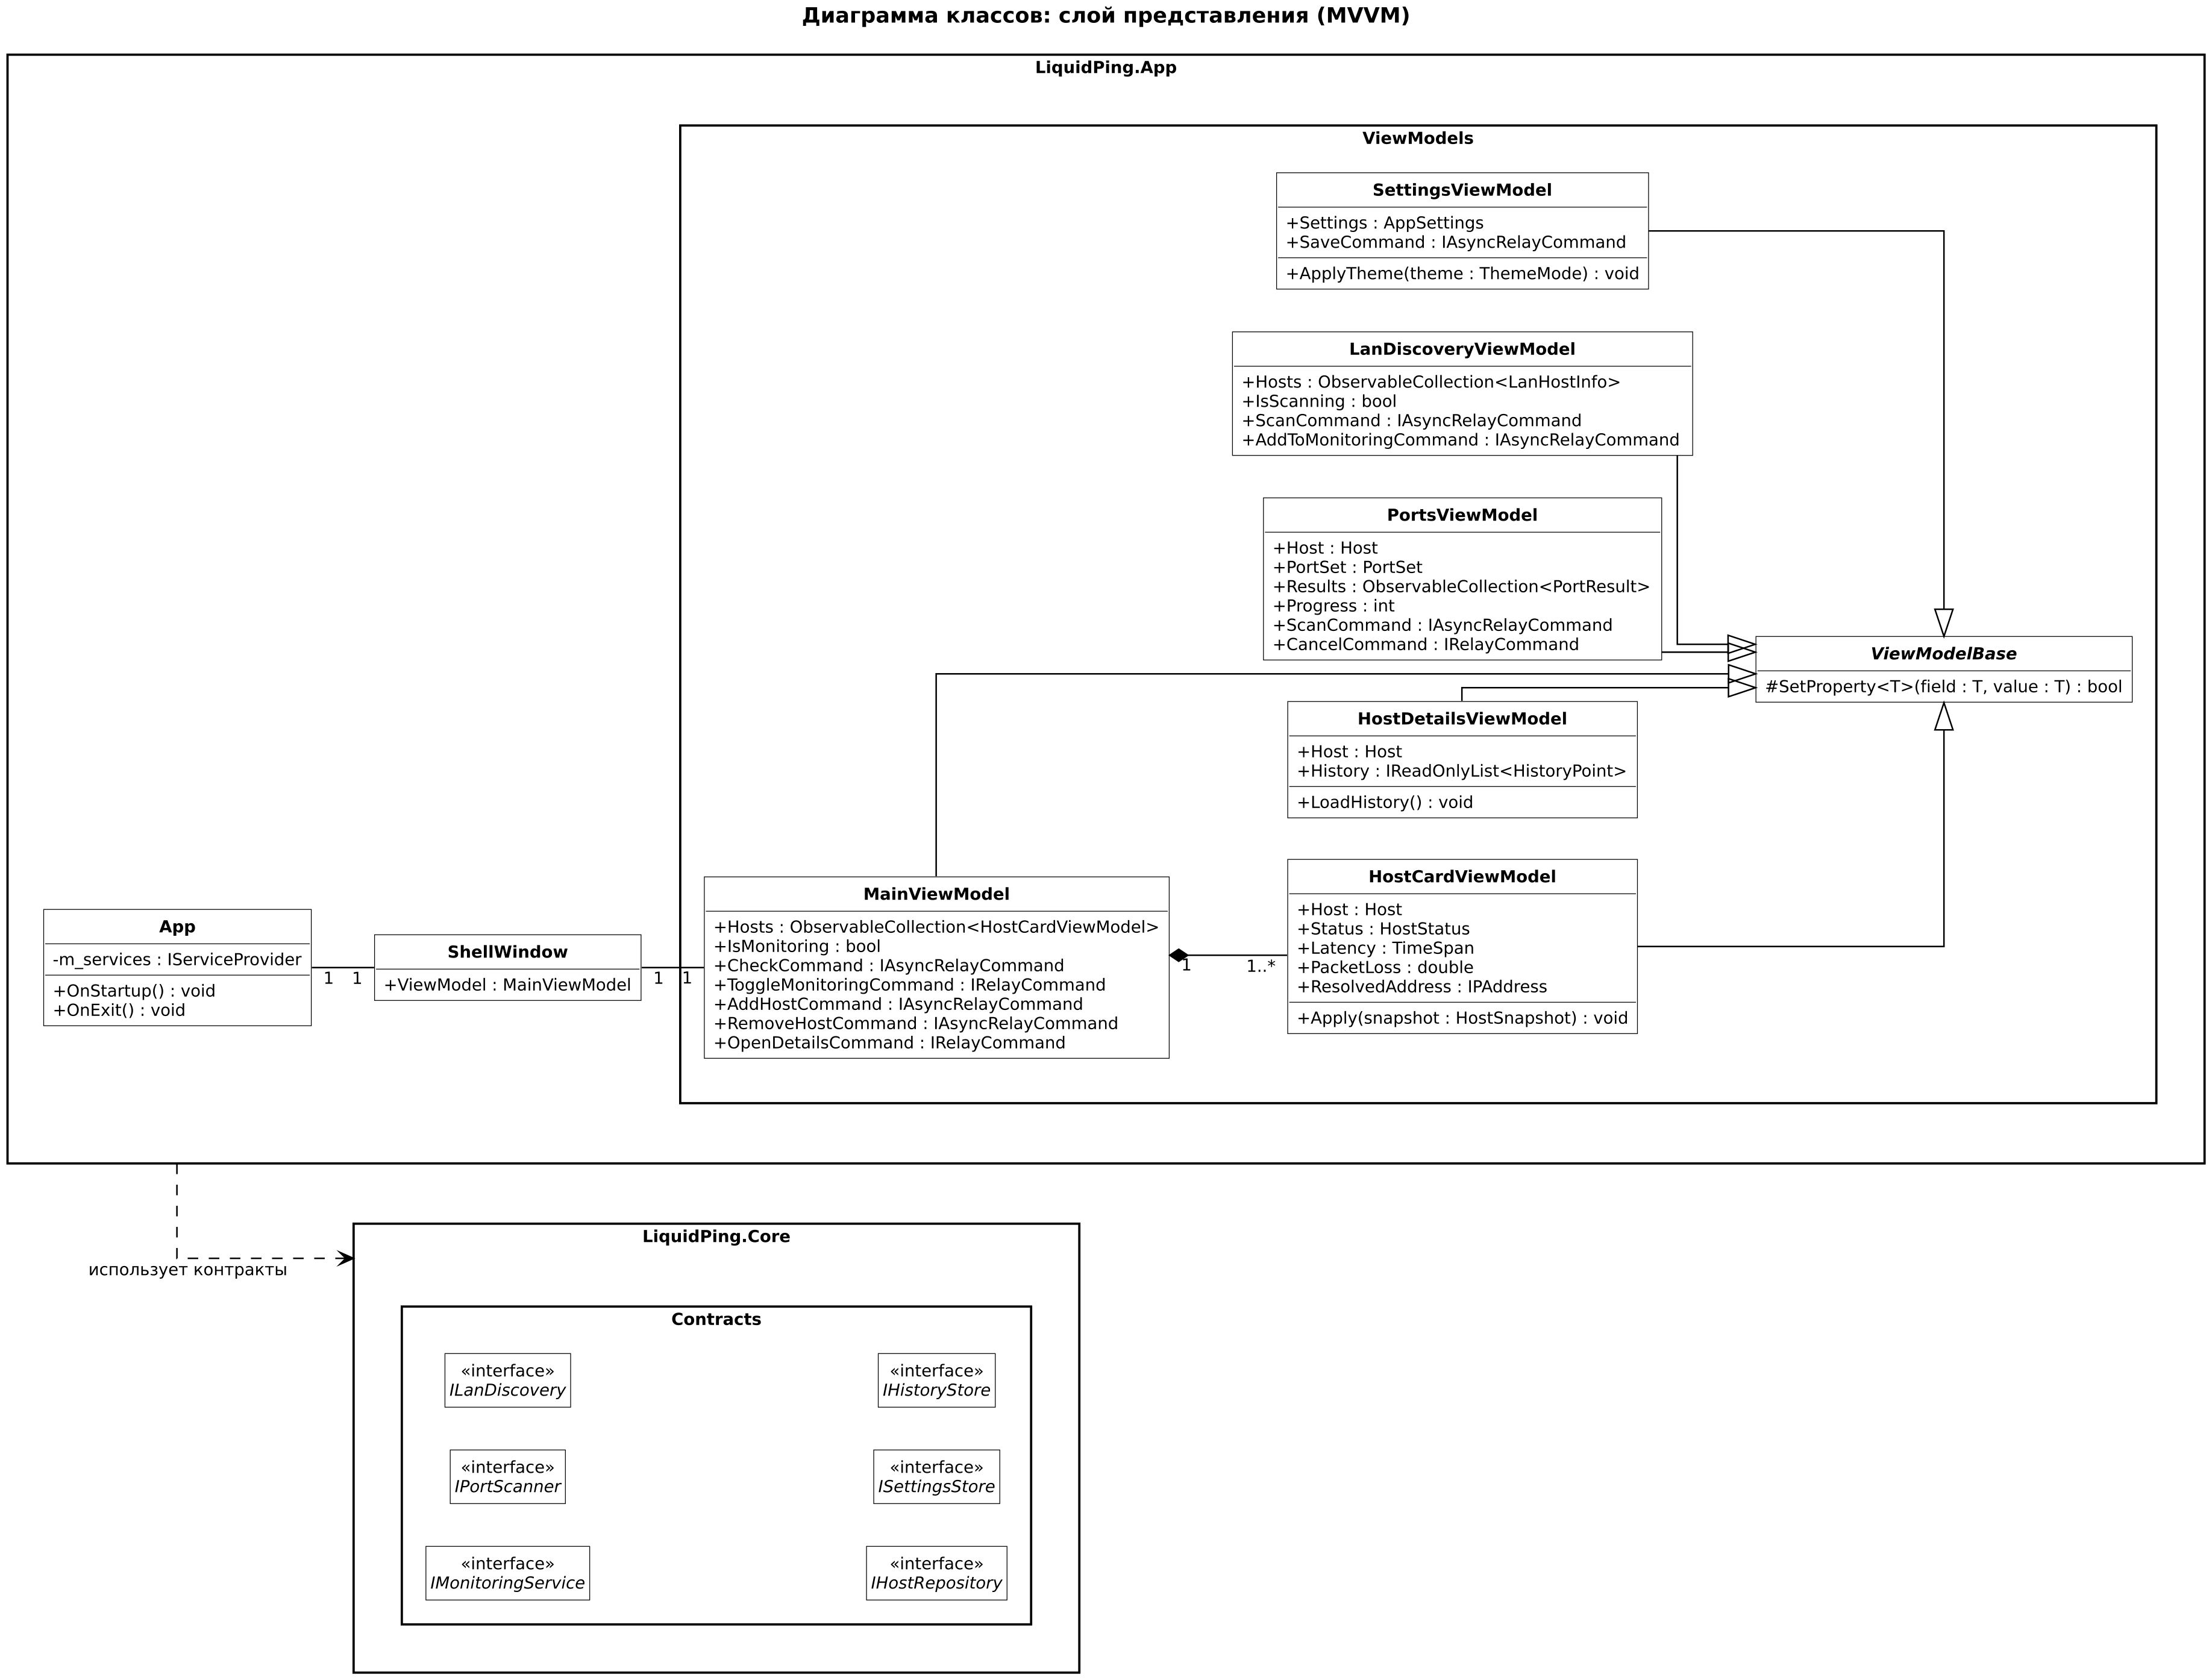 Диаграмма классов: слой представления (MVVM)
LiquidPing.App
ViewModels
SettingsViewModel
+Settings : AppSettings
+SaveCommand : IAsyncRelayCommand
+ApplyTheme(theme : ThemeMode) : void
LanDiscoveryViewModel
+Hosts : ObservableCollection<LanHostInfo>
+IsScanning : bool
+ScanCommand : IAsyncRelayCommand
+AddToMonitoringCommand : IAsyncRelayCommand
PortsViewModel
+Host : Host
+PortSet : PortSet
+Results : ObservableCollection<PortResult>
+Progress : int
+ScanCommand : IAsyncRelayCommand
+CancelCommand : IRelayCommand
ViewModelBase
#SetProperty<T>(field : T, value : T) : bool
HostDetailsViewModel
+Host : Host
+History : IReadOnlyList<HistoryPoint>
+LoadHistory() : void
App
-m_services : IServiceProvider
+OnStartup() : void
+OnExit() : void
1 1
ShellWindow
+ViewModel : MainViewModel
1 1
MainViewModel
+Hosts : ObservableCollection<HostCardViewModel>
+IsMonitoring : bool
+CheckCommand : IAsyncRelayCommand
+ToggleMonitoringCommand : IRelayCommand
+AddHostCommand : IAsyncRelayCommand
+RemoveHostCommand : IAsyncRelayCommand
+OpenDetailsCommand : IRelayCommand
1 1..*
HostCardViewModel
+Host : Host
+Status : HostStatus
+Latency : TimeSpan
+PacketLoss : double
+ResolvedAddress : IPAddress
+Apply(snapshot : HostSnapshot) : void
использует контракты
LiquidPing.Core
Contracts
«interface»
ILanDiscovery
«interface»
IHistoryStore
«interface»
IPortScanner
«interface»
ISettingsStore
«interface»
IMonitoringService
«interface»
IHostRepository